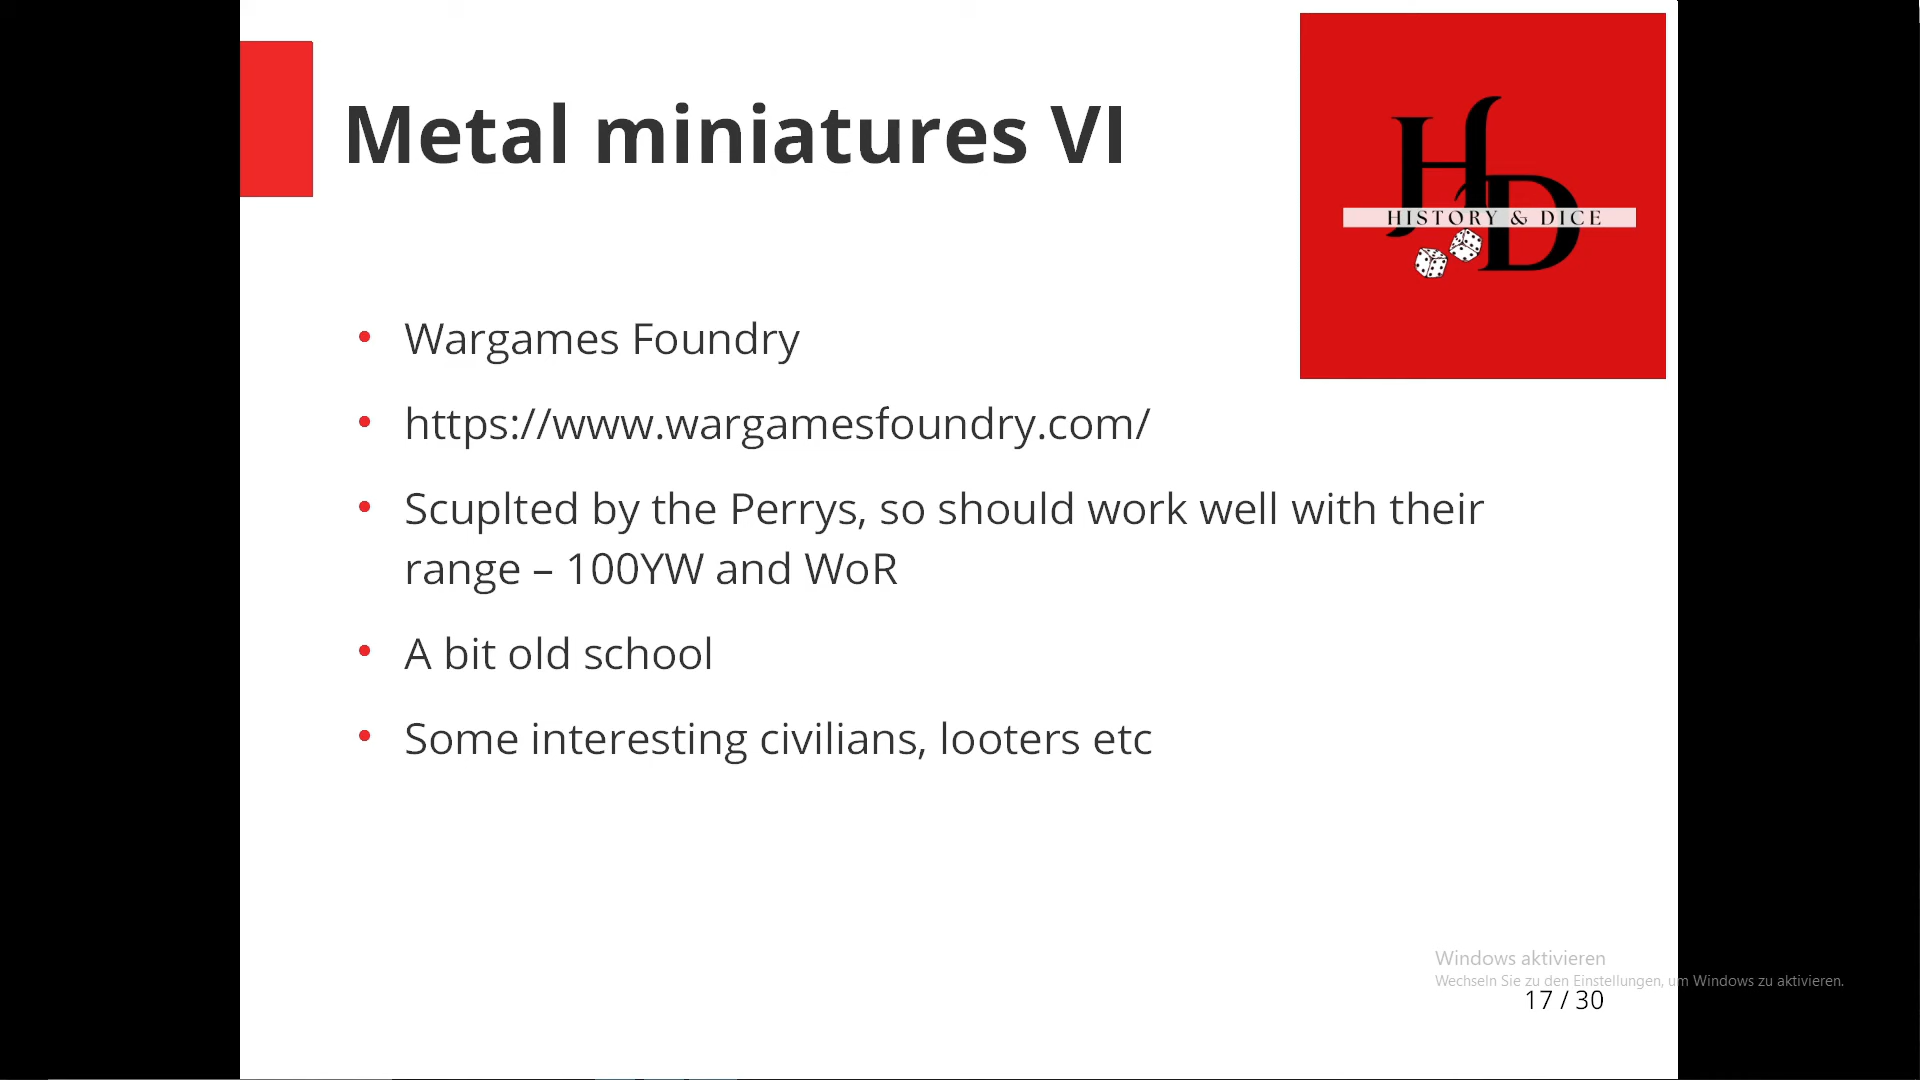 Metal miniatures VI
HISTORY & DICE
• Wargames Foundry
• https://www.wargamesfoundry.com/
• Scuplted by the Perrys, so should work well with their
range – 100YW and WoR
• A bit old school
• Some interesting civilians, looters etc
Windows aktivieren
Wechseln Sie zu den Einstellungen, um Windows zu aktivieren.
17 / 30